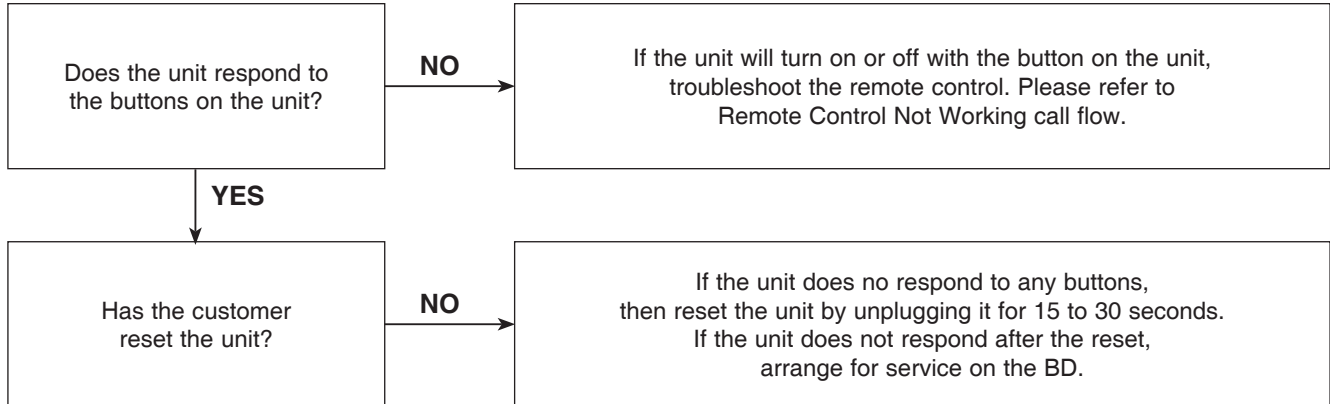 Does the unit respond to
the buttons on the unit?
NO
If the unit will turn on or off with the button on the unit,
troubleshoot the remote control. Please refer to
Remote Control Not Working call flow.
YES
Has the customer
reset the unit?
NO
If the unit does no respond to any buttons,
then reset the unit by unplugging it for 15 to 30 seconds.
If the unit does not respond after the reset,
arrange for service on the BD.